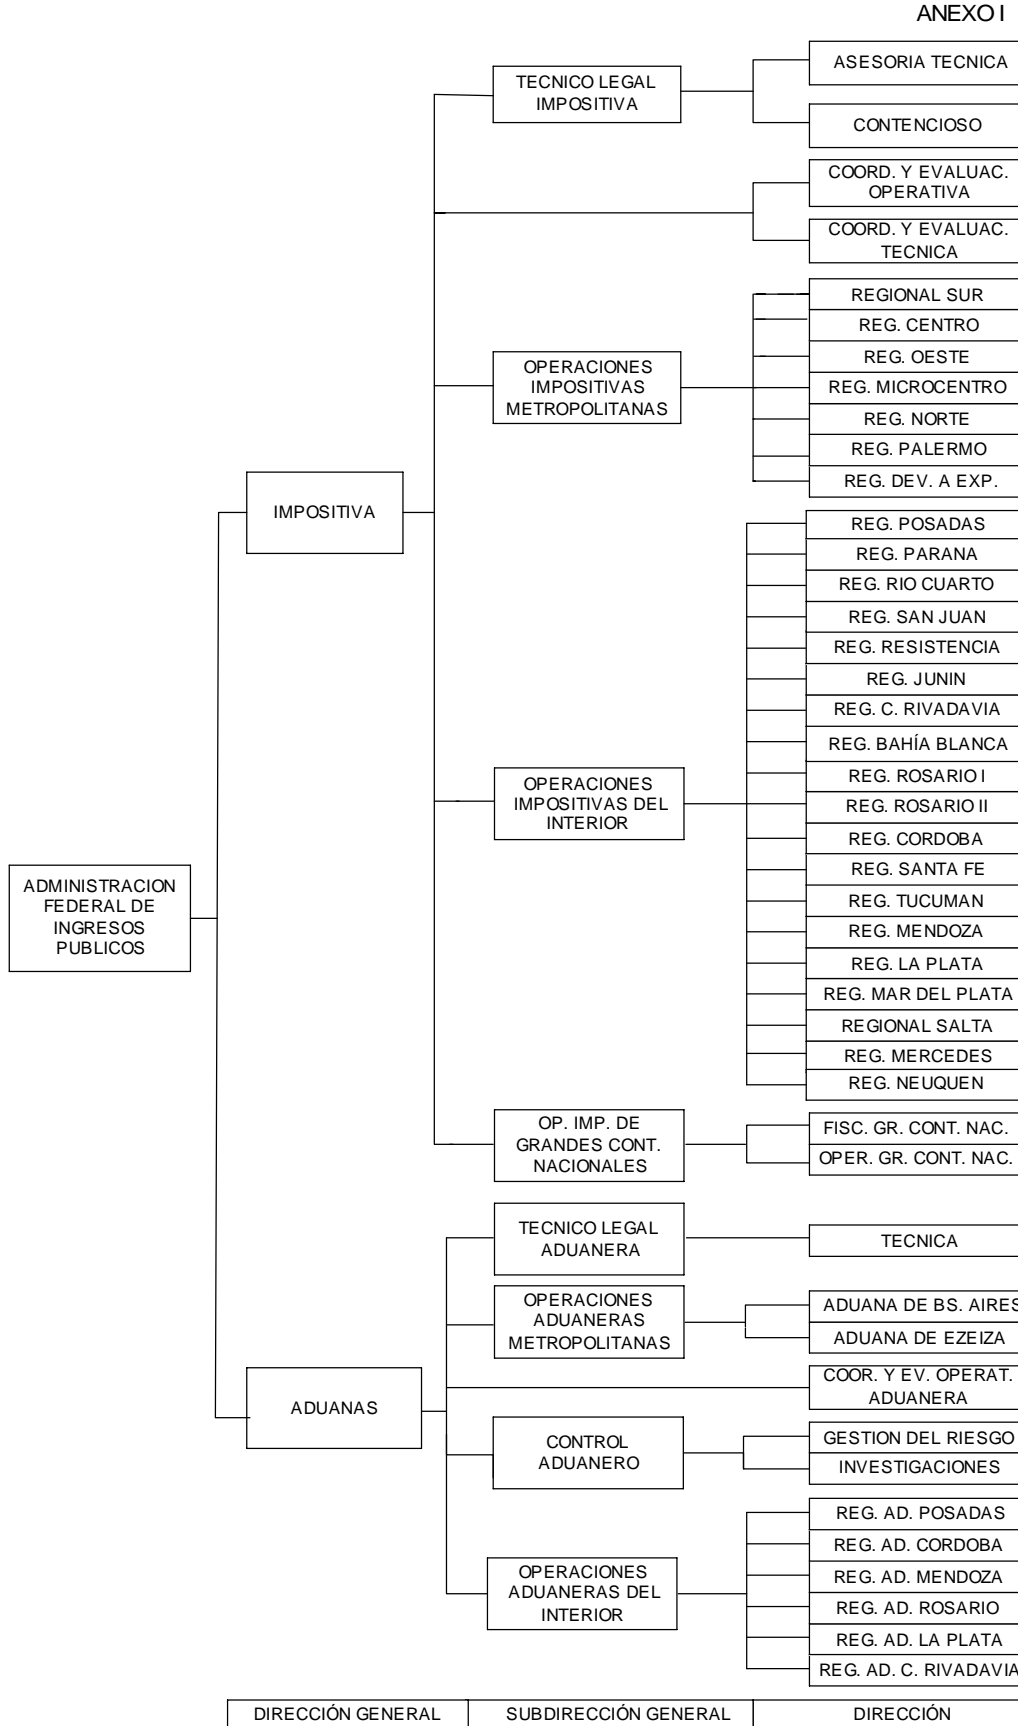 ANEXO I
TECNICO LEGAL
IMPOSITIVA
ASESORIA TECNICA
CONTENCIOSO
COORD. Y EVALUAC.
OPERATIVA
COORD. Y EVALUAC.
TECNICA
OPERACIONES
IMPOSITIVAS
METROPOLITANAS
REGIONAL SUR
REG. CENTRO
REG. OESTE
REG. MICROCENTRO
REG. NORTE
REG. PALERMO
REG. DEV. A EXP.
IMPOSITIVA
OPERACIONES
IMPOSITIVAS DEL
INTERIOR
REG. POSADAS
REG. PARANA
REG. RIO CUARTO
REG. SAN JUAN
REG. RESISTENCIA
REG. JUNIN
REG. C. RIVADAVIA
REG. BAHÍA BLANCA
REG. ROSARIO I
REG. ROSARIO II
REG. CORDOBA
REG. SANTA FE
REG. TUCUMAN
REG. MENDOZA
REG. LA PLATA
REG. MAR DEL PLATA
REGIONAL SALTA
REG. MERCEDES
REG. NEUQUEN
ADMINISTRACION
FEDERAL DE
INGRESOS
PUBLICOS
OP. IMP. DE
GRANDES CONT.
NACIONALES
FISC. GR. CONT. NAC.
OPER. GR. CONT. NAC.
TECNICO LEGAL
ADUANERA
TECNICA
OPERACIONES
ADUANERAS
METROPOLITANAS
ADUANA DE BS. AIRES
ADUANA DE EZEIZA
COOR. Y EV. OPERAT.
ADUANERA
ADUANAS
CONTROL
ADUANERO
GESTION DEL RIESGO
INVESTIGACIONES
OPERACIONES
ADUANERAS DEL
INTERIOR
REG. AD. POSADAS
REG. AD. CORDOBA
REG. AD. MENDOZA
REG. AD. ROSARIO
REG. AD. LA PLATA
REG. AD. C. RIVADAVIA
DIRECCIÓN GENERAL
SUBDIRECCIÓN GENERAL
DIRECCIÓN